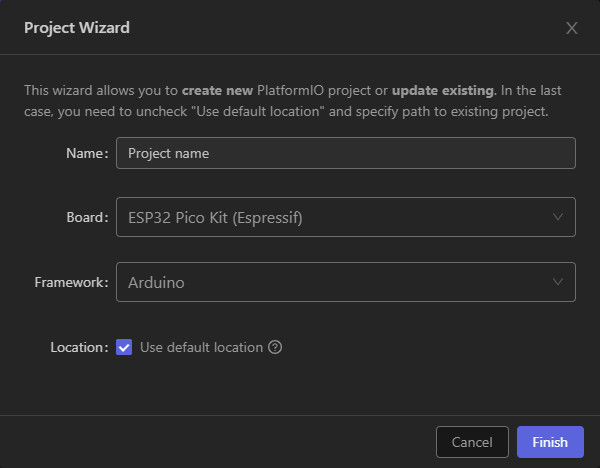 Project Wizard
This wizard allows you to create new PlatformIO project or update existing. In the last
case, you need to uncheck "Use default location" and specify path to existing project.
Name: Project name
Board: ESP32 Pico Kit (Espressif)
Framework: Arduino
Location: Use default location
Cancel Finish